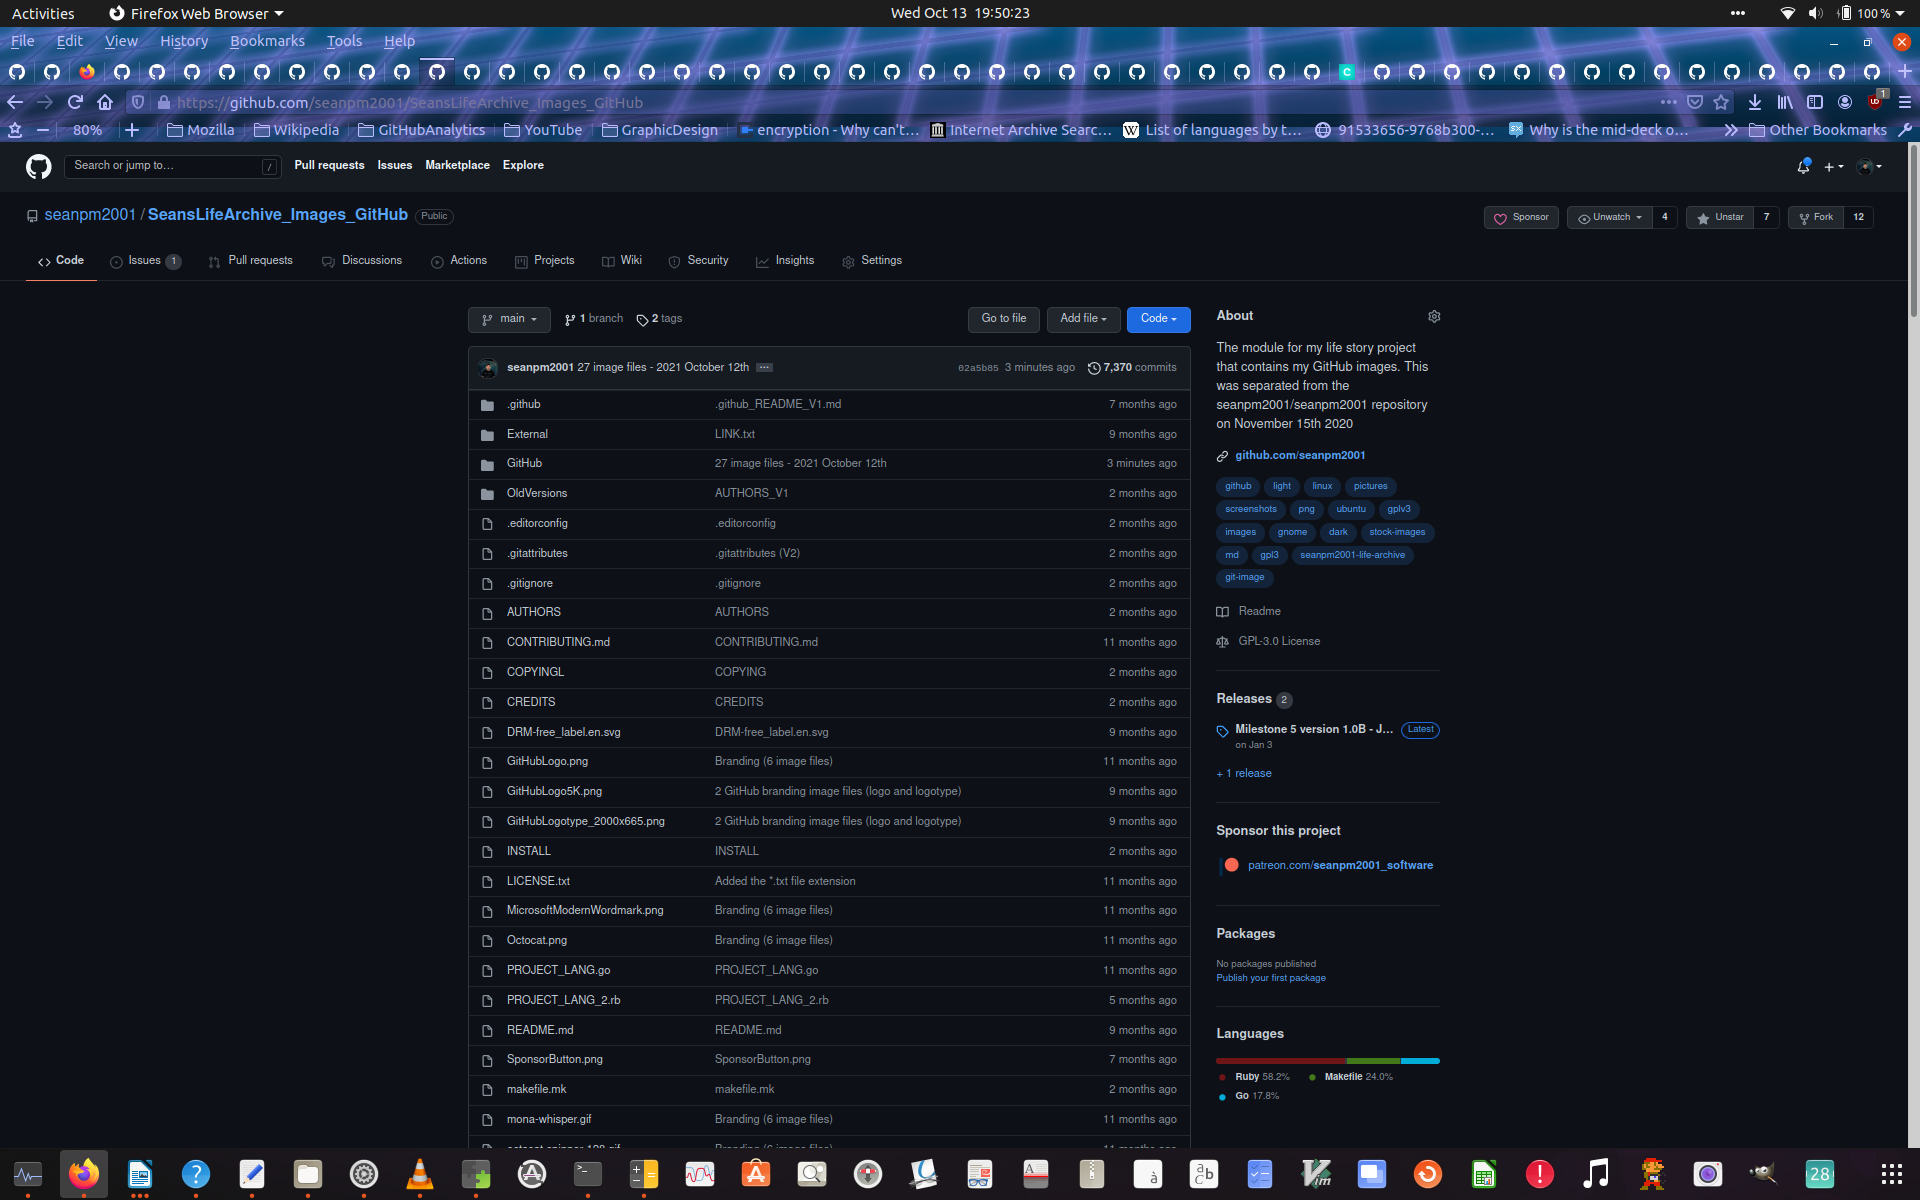 Activities Firefox Web Browser Wed Oct 13 19:50:23 100 %
File Edit View History Bookmarks Tools Help
https://github.com/seanpm2001/SeansLifeArchive_Images_GitHub
80% Mozilla Wikipedia GitHubAnalytics YouTube GraphicDesign encryption - Why can't… Internet Archive Searc… List of languages by t… 91533656-9768b300-… Why is the mid-deck o… Other Bookmarks
Search or jump to… / Pull requests Issues Marketplace Explore
seanpm2001 / SeansLifeArchive_Images_GitHub Public Sponsor Unwatch 4 Unstar 7 Fork 12
Code Issues 1 Pull requests Discussions Actions Projects Wiki Security Insights Settings
main 1 branch 2 tags Go to file Add file Code
seanpm2001 27 image files - 2021 October 12th ... 02a5b85 3 minutes ago 7,370 commits
.github .github_README_V1.md 7 months ago
External LINK.txt 9 months ago
GitHub 27 image files - 2021 October 12th 3 minutes ago
OldVersions AUTHORS_V1 2 months ago
.editorconfig .editorconfig 2 months ago
.gitattributes .gitattributes (V2) 2 months ago
.gitignore .gitignore 2 months ago
AUTHORS AUTHORS 2 months ago
CONTRIBUTING.md CONTRIBUTING.md 11 months ago
COPYINGL COPYING 2 months ago
CREDITS CREDITS 2 months ago
DRM-free_label.en.svg DRM-free_label.en.svg 9 months ago
GitHubLogo.png Branding (6 image files) 11 months ago
GitHubLogo5K.png 2 GitHub branding image files (logo and logotype) 9 months ago
GitHubLogotype_2000x665.png 2 GitHub branding image files (logo and logotype) 9 months ago
INSTALL INSTALL 2 months ago
LICENSE.txt Added the *.txt file extension 11 months ago
MicrosoftModernWordmark.png Branding (6 image files) 11 months ago
Octocat.png Branding (6 image files) 11 months ago
PROJECT_LANG.go PROJECT_LANG.go 11 months ago
PROJECT_LANG_2.rb PROJECT_LANG_2.rb 5 months ago
README.md README.md 9 months ago
SponsorButton.png SponsorButton.png 7 months ago
makefile.mk makefile.mk 2 months ago
mona-whisper.gif Branding (6 image files) 11 months ago
About
The module for my life story project
that contains my GitHub images. This
was separated from the
seanpm2001/seanpm2001 repository
on November 15th 2020
github.com/seanpm2001
github light linux pictures
screenshots png ubuntu gplv3
images gnome dark stock-images
md gpl3 seanpm2001-life-archive
git-image
Readme
GPL-3.0 License
Releases 2
Milestone 5 version 1.0B - J... Latest
on Jan 3
+ 1 release
Sponsor this project
patreon.com/seanpm2001_software
Packages
No packages published
Publish your first package
Languages
Ruby 58.2% Makefile 24.0%
Go 17.8%
28